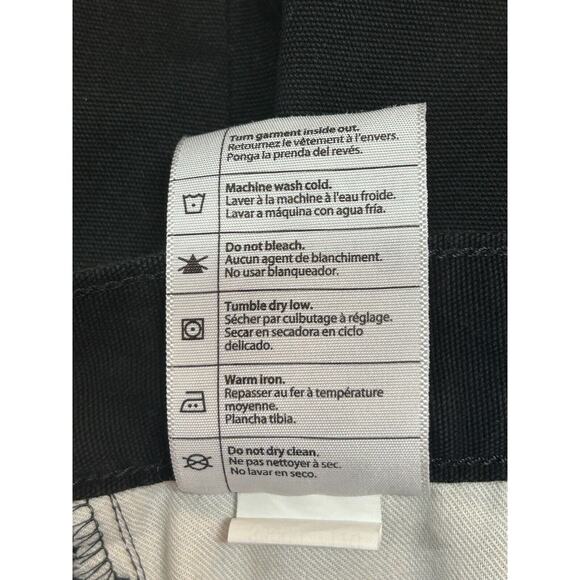 Turn garment inside out.
Retournez le vêtement à l'envers.
Ponga la prenda del revés.
Machine wash cold.
Laver à la machine à l'eau froide.
Lavar a máquina con agua fría.
Do not bleach.
Aucun agent de blanchiment.
No usar blanqueador.
Tumble dry low.
Sécher par culbutage à réglage.
Secar en secadora en ciclo
delicado.
Warm iron.
Repasser au fer à température
moyenne.
Plancha tibia.
Do not dry clean.
Ne pas nettoyer à sec.
No lavar en seco.